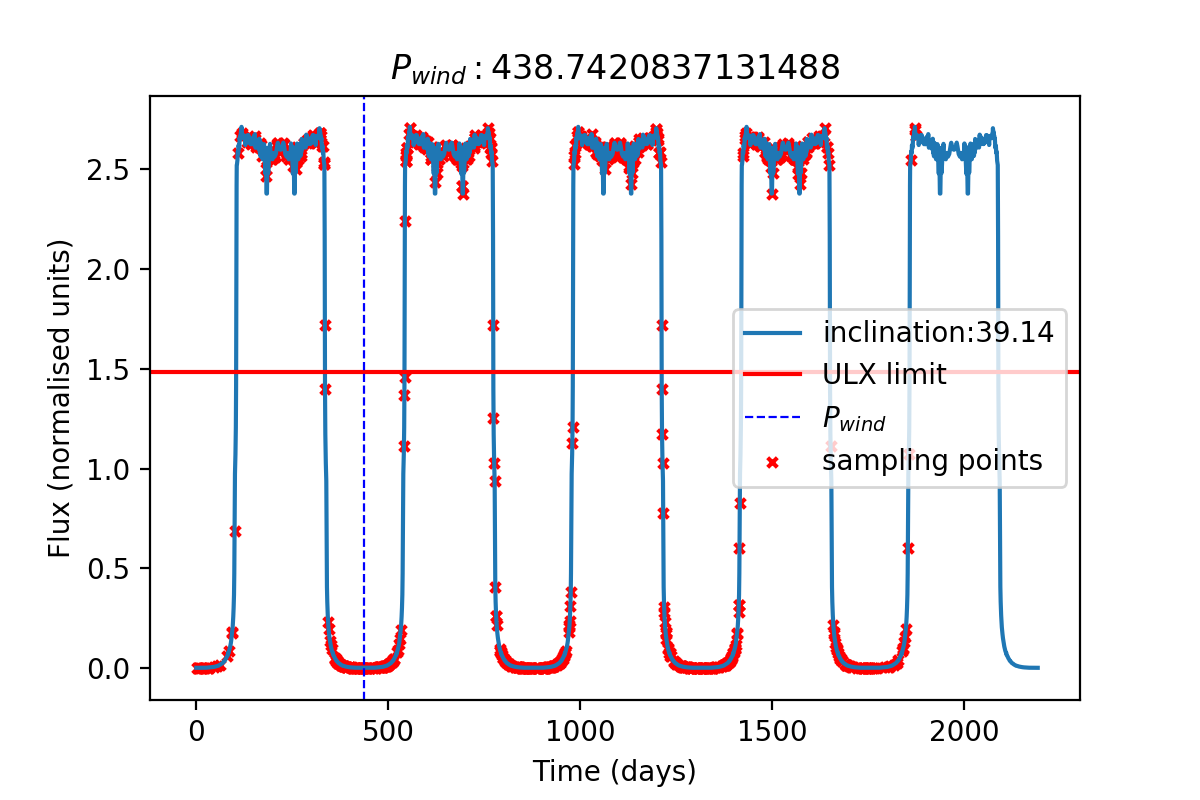 P_wind : 438.7420837131488
Flux (normalised units)
2.5
2.0
1.5
1.0
0.5
0.0
inclination:39.14
ULX limit
P_wind
sampling points
0 500 1000 1500 2000
Time (days)